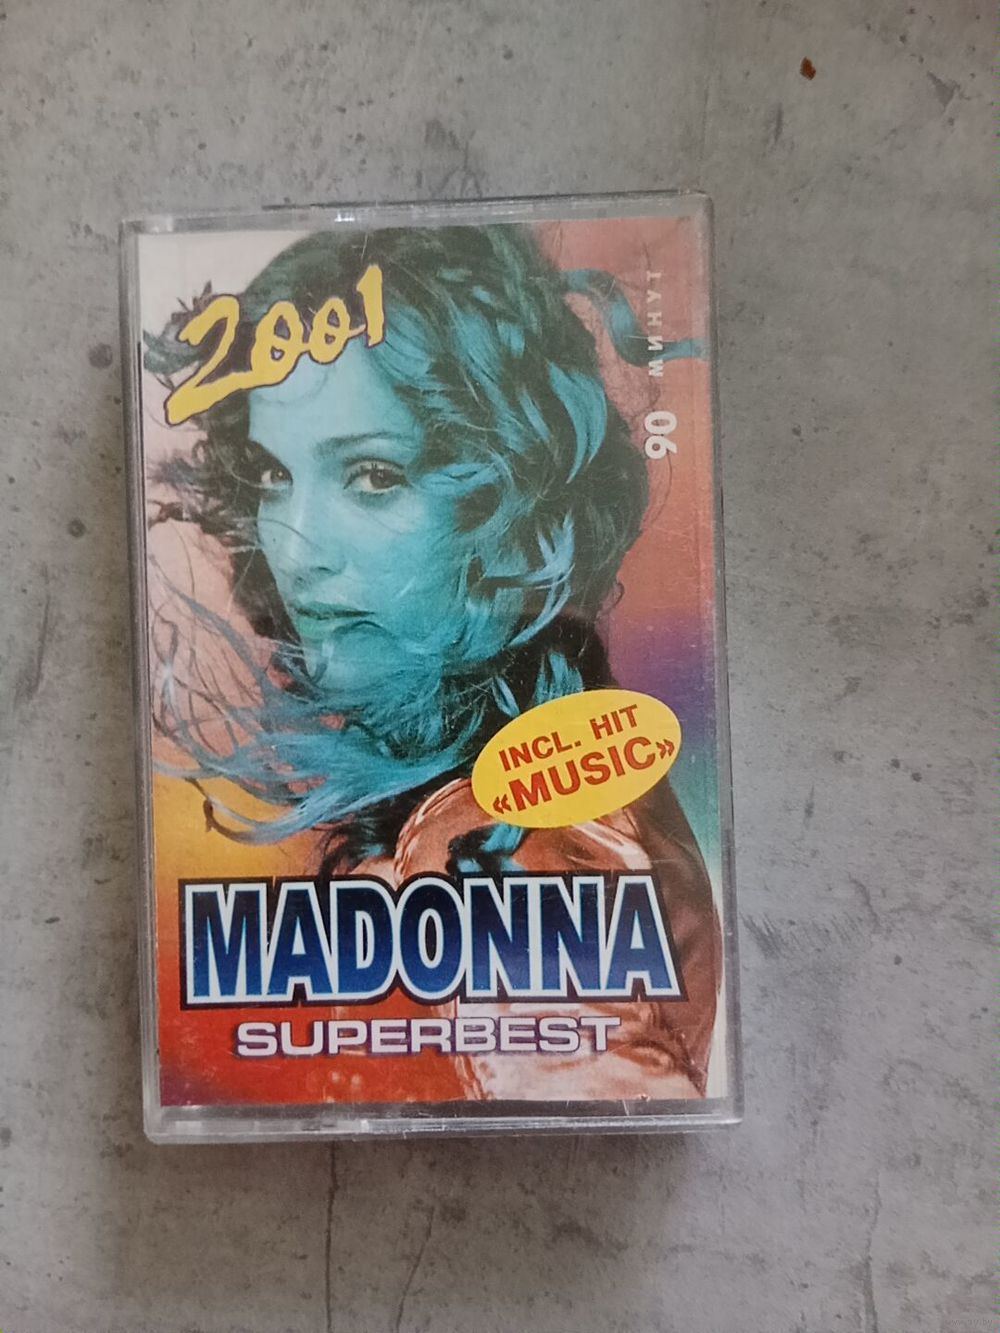 2001
90 минут
INCL. HIT
«MUSIC»
MADONNA
SUPERBEST